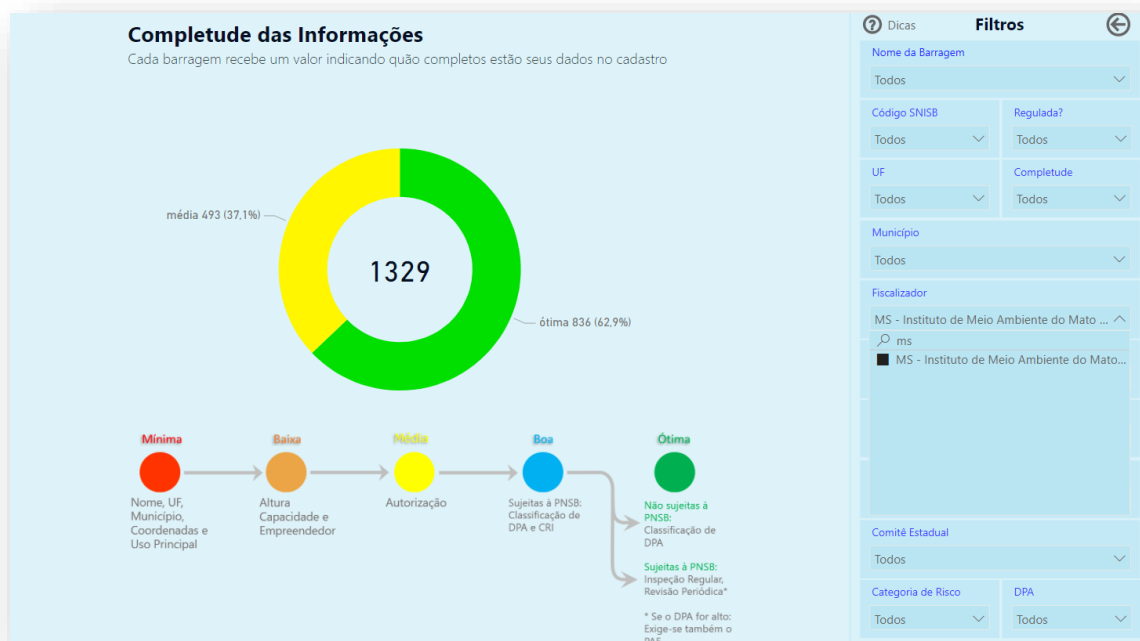 Completude das Informações
Cada barragem recebe um valor indicando quão completos estão seus dados no cadastro
média 493 (37,1%)
1329
ótima 836 (62,9%)
Mínima
Nome, UF,
Município,
Coordenadas e
Uso Principal
Baixa
Altura
Capacidade e
Empreendedor
Média
Autorização
Boa
Sujeitas à PNSB:
Classificação de
DPA e CRI
Ótima
Não sujeitas à
PNSB:
Classificação de
DPA
Sujeitas à PNSB:
Inspeção Regular,
Revisão Periódica*
* Se o DPA for alto:
Exige-se também o
PAE
? Dicas
Filtros
Nome da Barragem
Todos
Código SNISB
Todos
Regulada?
Todos
UF
Todos
Completude
Todos
Município
Todos
Fiscalizador
MS - Instituto de Meio Ambiente do Mato ...
ms
MS - Instituto de Meio Ambiente do Mato...
Comitê Estadual
Todos
Categoria de Risco
Todos
DPA
Todos